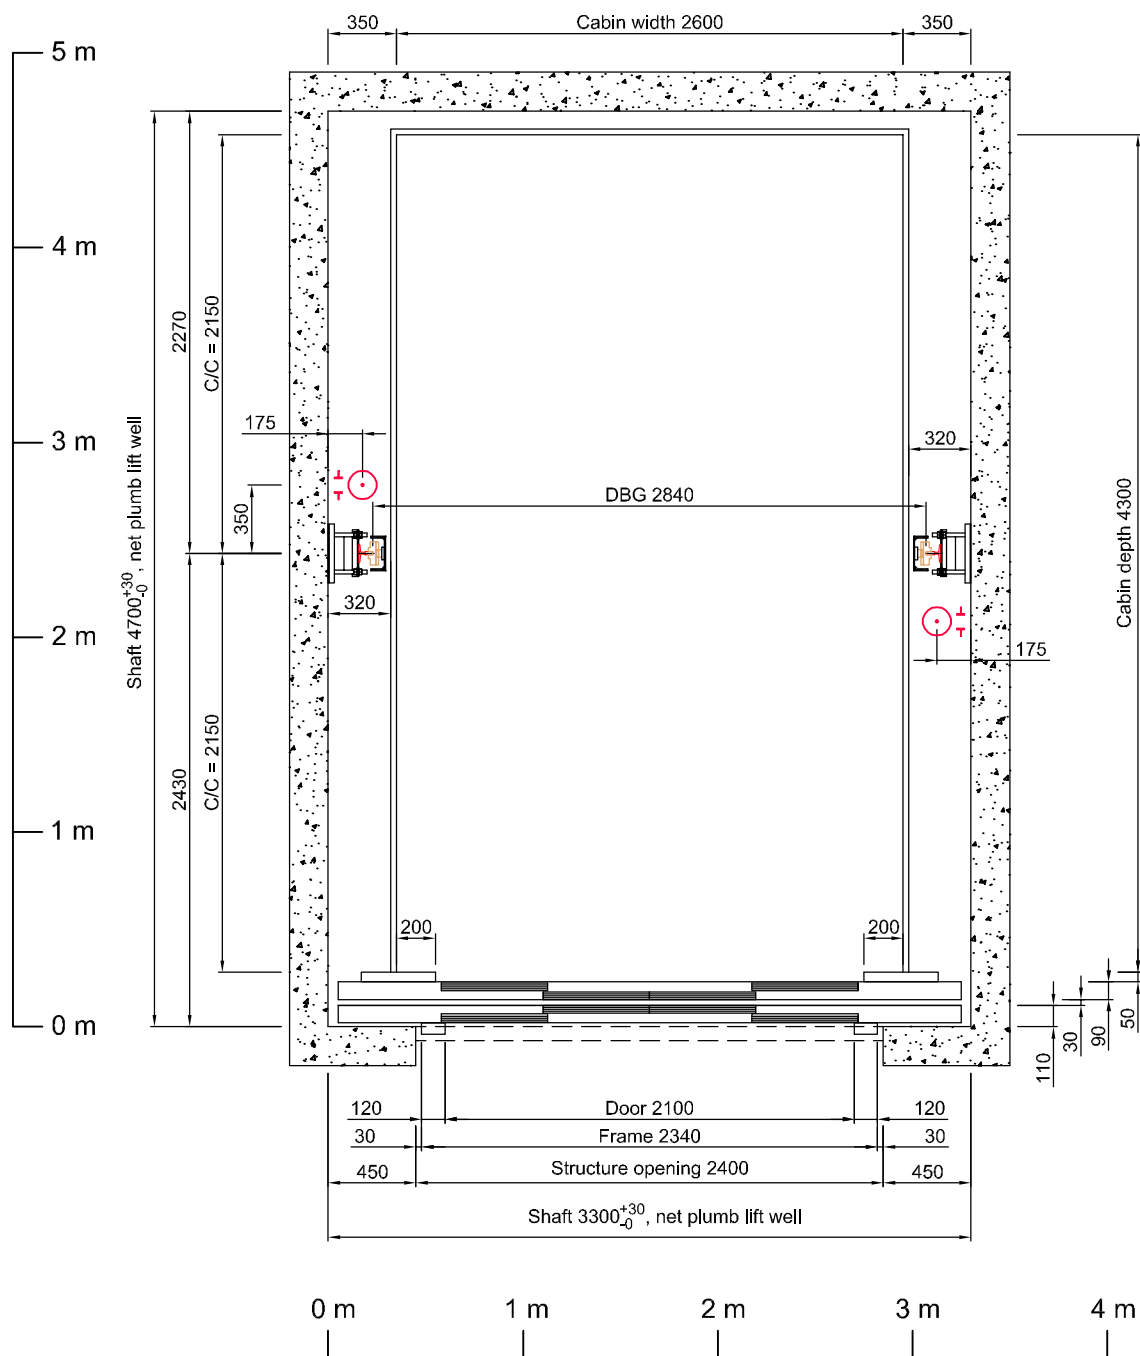 350
Cabin width 2600
350
5 m
4 m
3 m
2 m
1 m
0 m
Shaft 4700 +30 -0, net plumb lift well
2270
C/C = 2150
175
350
320
DBG 2840
320
175
Cabin depth 4300
2430
C/C = 2150
200
200
110
30
90
50
120
Door 2100
120
30
Frame 2340
30
450
Structure opening 2400
450
Shaft 3300 +30 -0, net plumb lift well
0 m
1 m
2 m
3 m
4 m